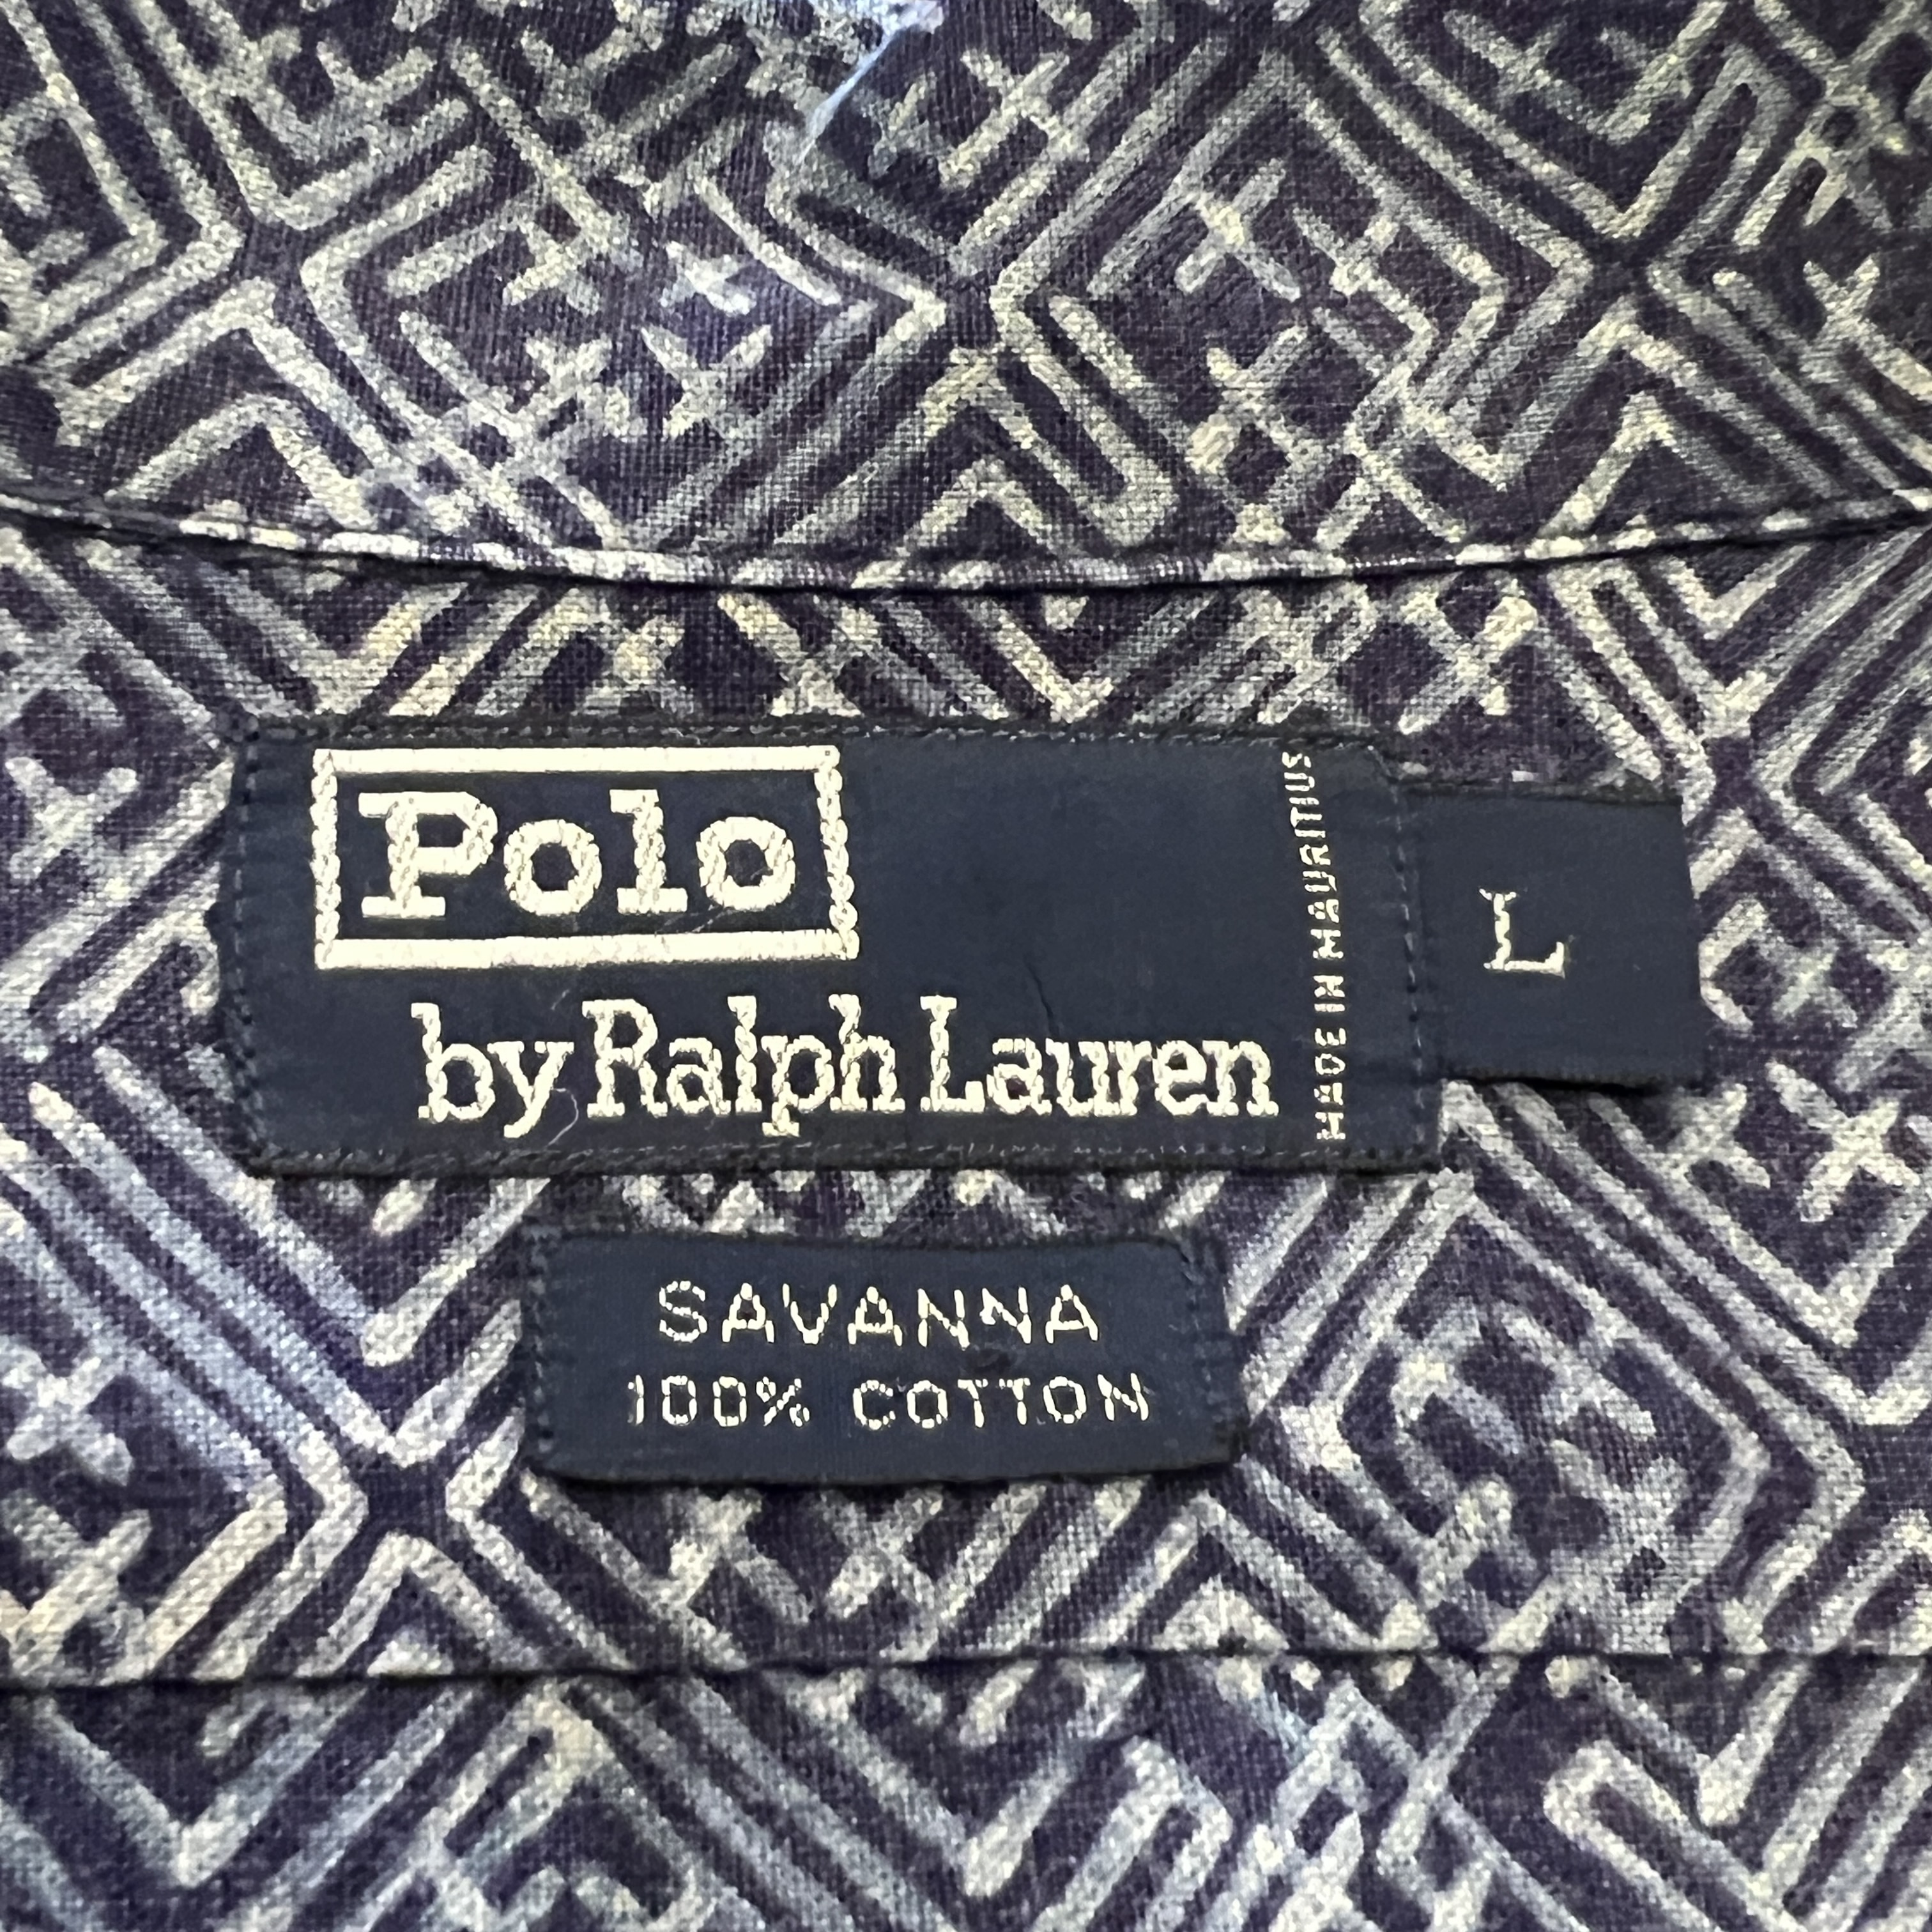 Polo
by Ralph Lauren
MADE IN MAURITIUS
L
SAVANNA
100% COTTON